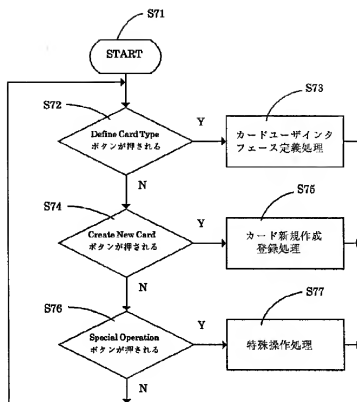 S71
START
S72
S73
Define Card Type
ボタンが押される
Y
カードユーザインタ
フェース定義処理
N
S74
S75
Create New Card
ボタンが押される
Y
カード新規作成
登録処理
N
S76
S77
Special Operation
ボタンが押される
Y
特殊操作処理
N